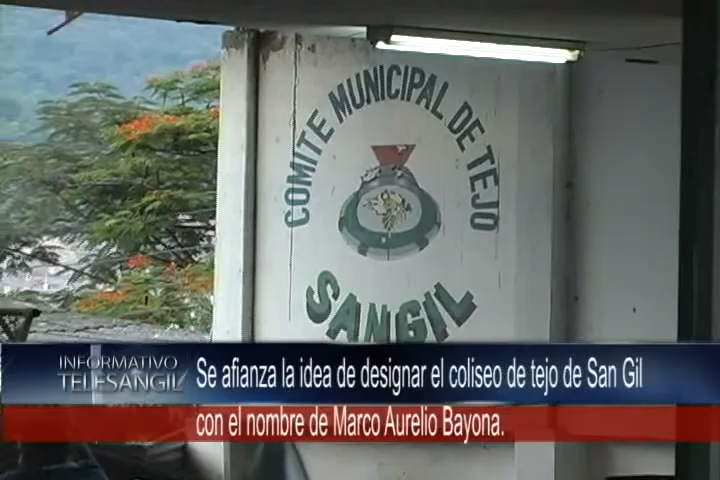 COMITE MUNICIPAL DE TEJO
SANGIL
INFORMATIVO
TELESANGIL
Se afianza la idea de designar el coliseo de tejo de San Gil
con el nombre de Marco Aurelio Bayona.